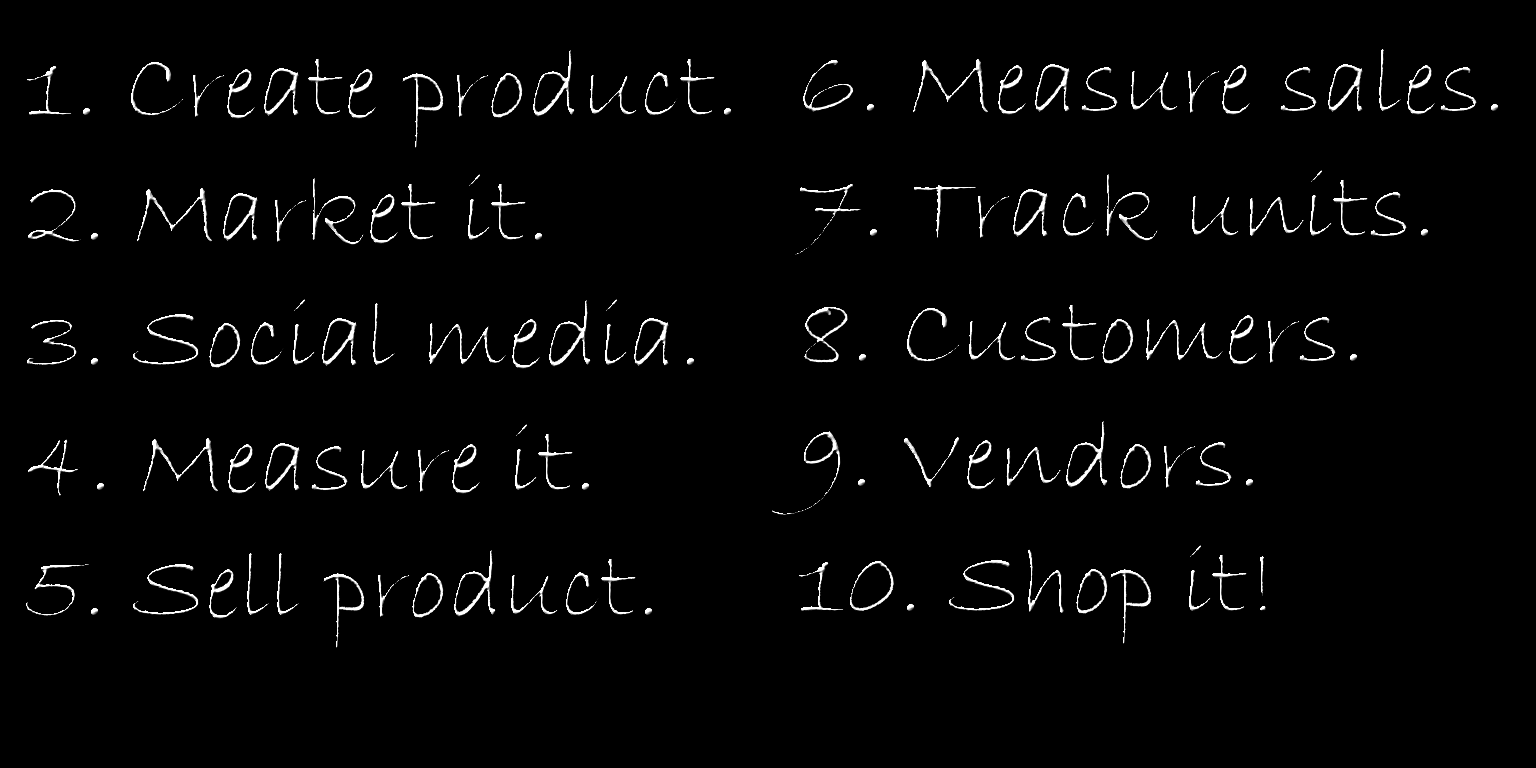 1. Create product.
2. Market it.
3. Social media.
4. Measure it.
5. Sell product.
6. Measure sales.
7. Track units.
8. Customers.
9. Vendors.
10. Shop it!